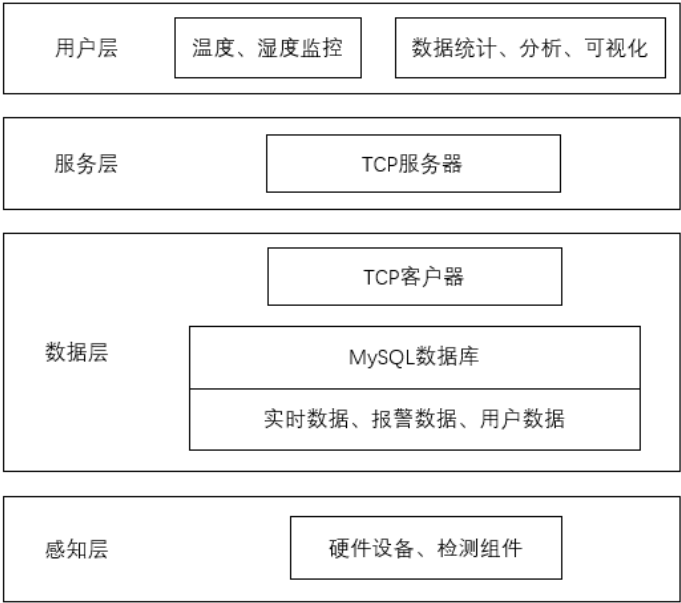 用户层
温度、湿度监控
数据统计、分析、可视化
服务层
TCP服务器
TCP客户器
数据层
MySQL数据库
实时数据、报警数据、用户数据
感知层
硬件设备、检测组件